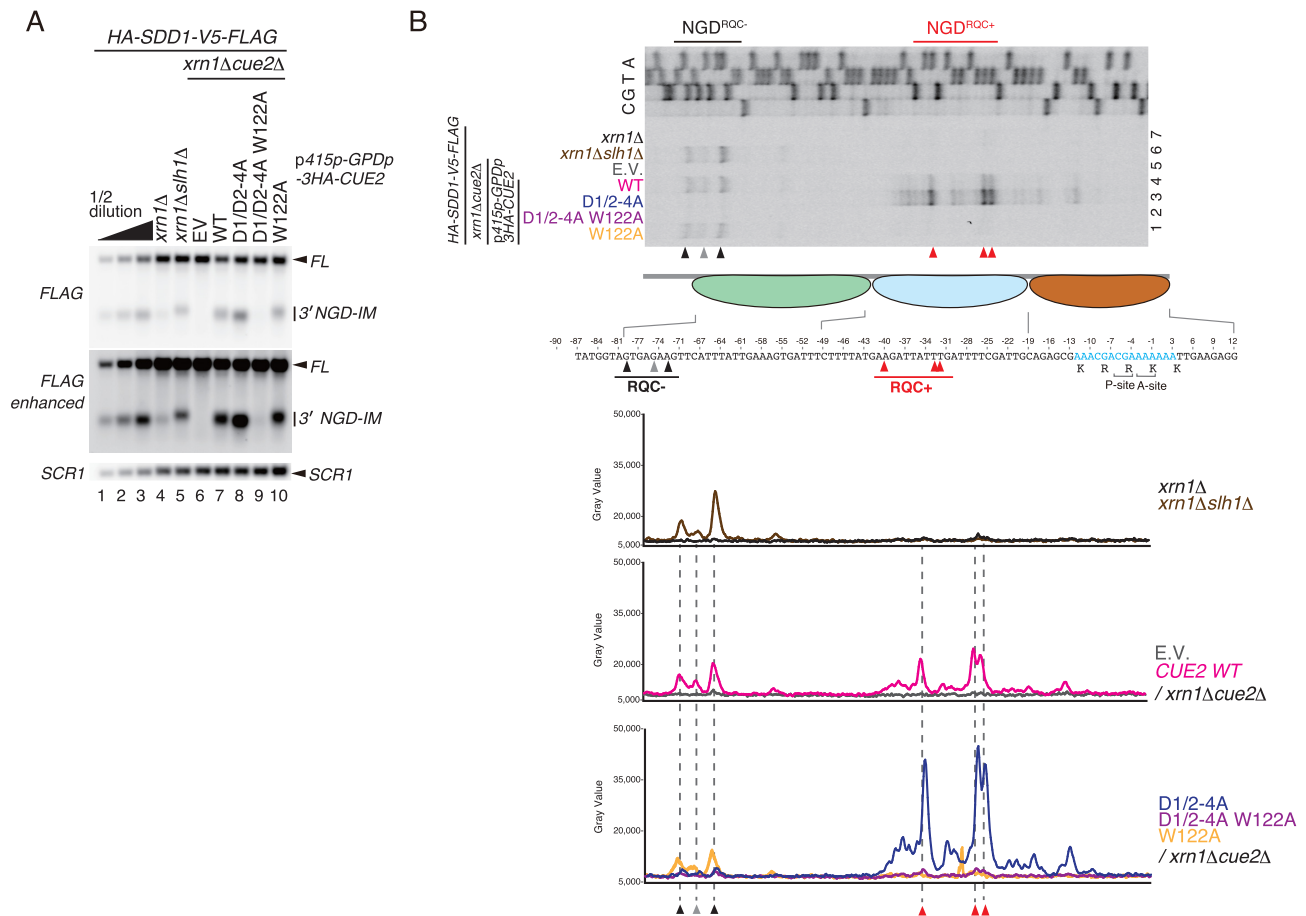 A
HA-SDD1-V5-FLAG
xrn1Δcue2Δ
1/2
dilution
xrn1Δ
xrn1Δslh1Δ
EV
WT
D1/D2-4A
D1/D2-4A W122A
W122A
p415p-GPDp
-3HA-CUE2
FLAG
FL
3′ NGD-IM
FLAG
enhanced
FL
3′ NGD-IM
SCR1
SCR1
1 2 3 4 5 6 7 8 9 10
B
NGDRQC-
NGDRQC+
C G T A
HA-SDD1-V5-FLAG
xrn1Δcue2Δ
p415p-GPDp
3HA-CUE2
xrn1Δ
xrn1Δslh1Δ
E.V.
WT
D1/2-4A
D1/2-4A W122A
W122A
1 2 3 4 5 6 7
-90 -87 -84 -81 -77 -74 -71 -67 -64 -61 -58 -55 -52 -49 -46 -43 -40 -37 -34 -31 -28 -25 -22 -19 -16 -13 -10 -7 -4 -1 3 6 9 12
TATGGTAGTGAGAAGTTCATTTATTGAAAGTGATTTCTTTTATGAAGATTATTTTGATTTTCGATTGCAGAGCGAAACGACGAAAAAAATTGAAGAGG
K R R K K
P-site A-site
RQC-
RQC+
50,000
35,000
20,000
5,000
Gray Value
xrn1Δ
xrn1Δslh1Δ
50,000
35,000
20,000
5,000
Gray Value
E.V.
CUE2 WT
/ xrn1Δcue2Δ
50,000
35,000
20,000
5,000
Gray Value
D1/2-4A
D1/2-4A W122A
W122A
/ xrn1Δcue2Δ